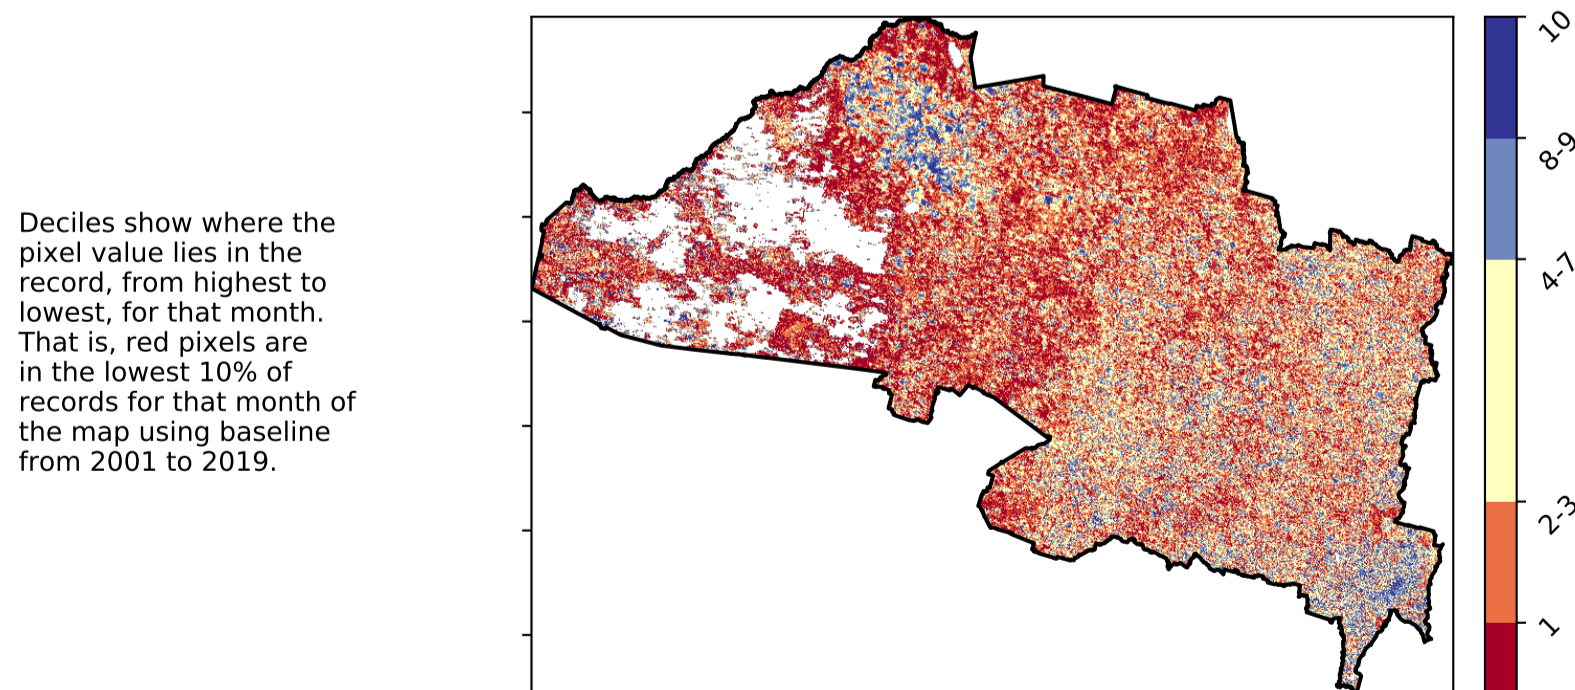 Deciles show where the
pixel value lies in the
record, from highest to
lowest, for that month.
That is, red pixels are
in the lowest 10% of
records for that month of
the map using baseline
from 2001 to 2019.
10
8-9
4-7
2-3
1